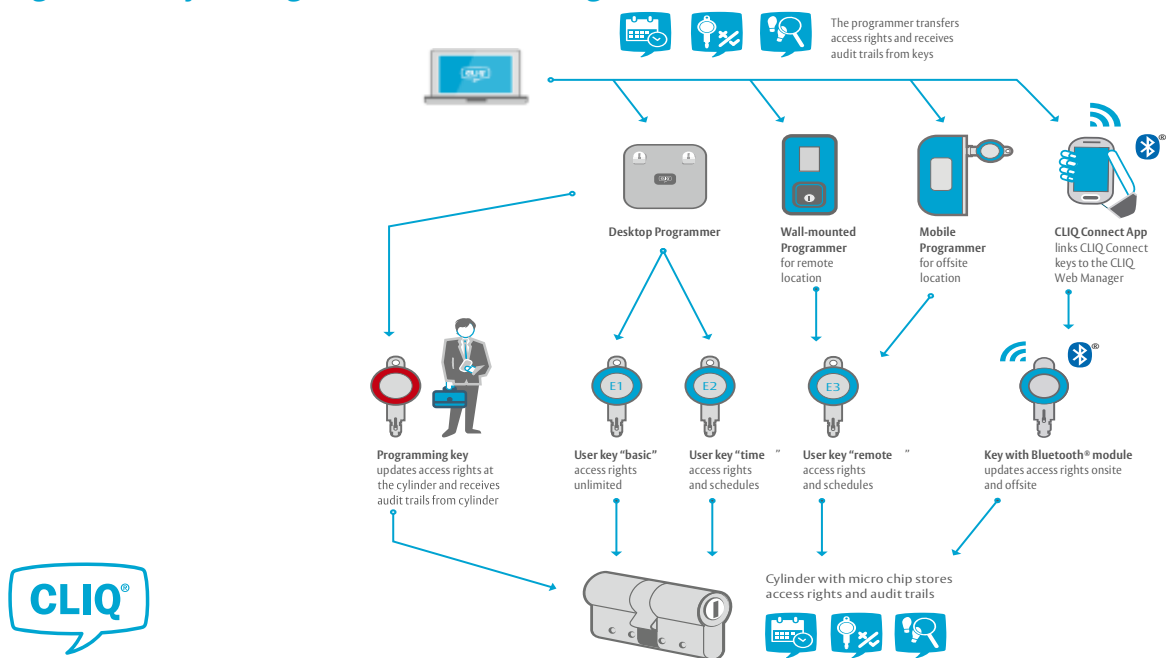 The programmer transfers
access rights and receives
audit trails from keys
CLIQ
®
CLIQ
Desktop Programmer
Wall-mounted
Programmer
for remote
location
Mobile
Programmer
for offsite
location
CLIQ Connect App
links CLIQ Connect
keys to the CLIQ
Web Manager
®
E1
E2
E3
Programming key
updates access rights at
the cylinder and receives
audit trails from cylinder
User key “basic”
access rights
unlimited
User key “time ”
access rights
and schedules
User key “remote ”
access rights
and schedules
Key with Bluetooth® module
updates access rights onsite
and offsite
Cylinder with micro chip stores
access rights and audit trails
CLIQ®